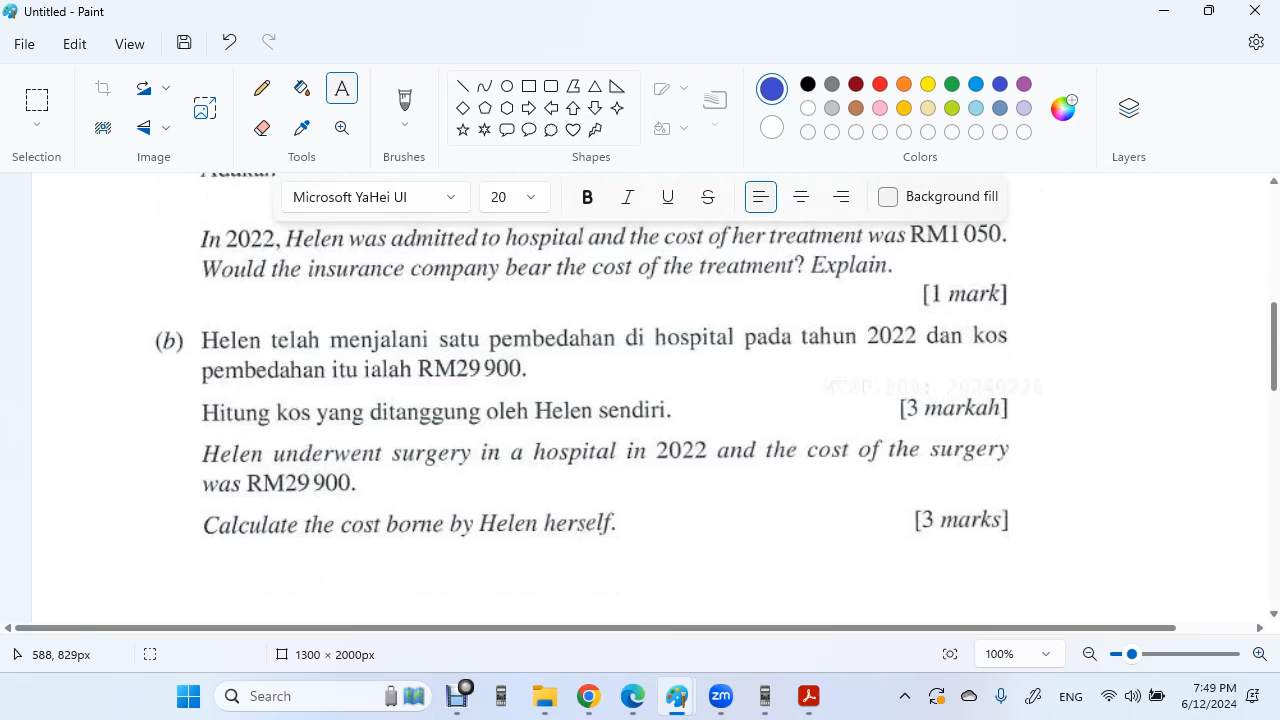 Untitled - Paint
File Edit View
Selection Image Tools Brushes Shapes Colors Layers
Microsoft YaHei UI 20 B I U S Background fill
In 2022, Helen was admitted to hospital and the cost of her treatment was RM1 050.
Would the insurance company bear the cost of the treatment? Explain.
[1 mark]
(b) Helen telah menjalani satu pembedahan di hospital pada tahun 2022 dan kos
pembedahan itu ialah RM29 900.
Hitung kos yang ditanggung oleh Helen sendiri. [3 markah]
Helen underwent surgery in a hospital in 2022 and the cost of the surgery
was RM29 900.
Calculate the cost borne by Helen herself. [3 marks]
588, 829px 1300 × 2000px 100%
Search zm ENG 7:49 PM
6/12/2024